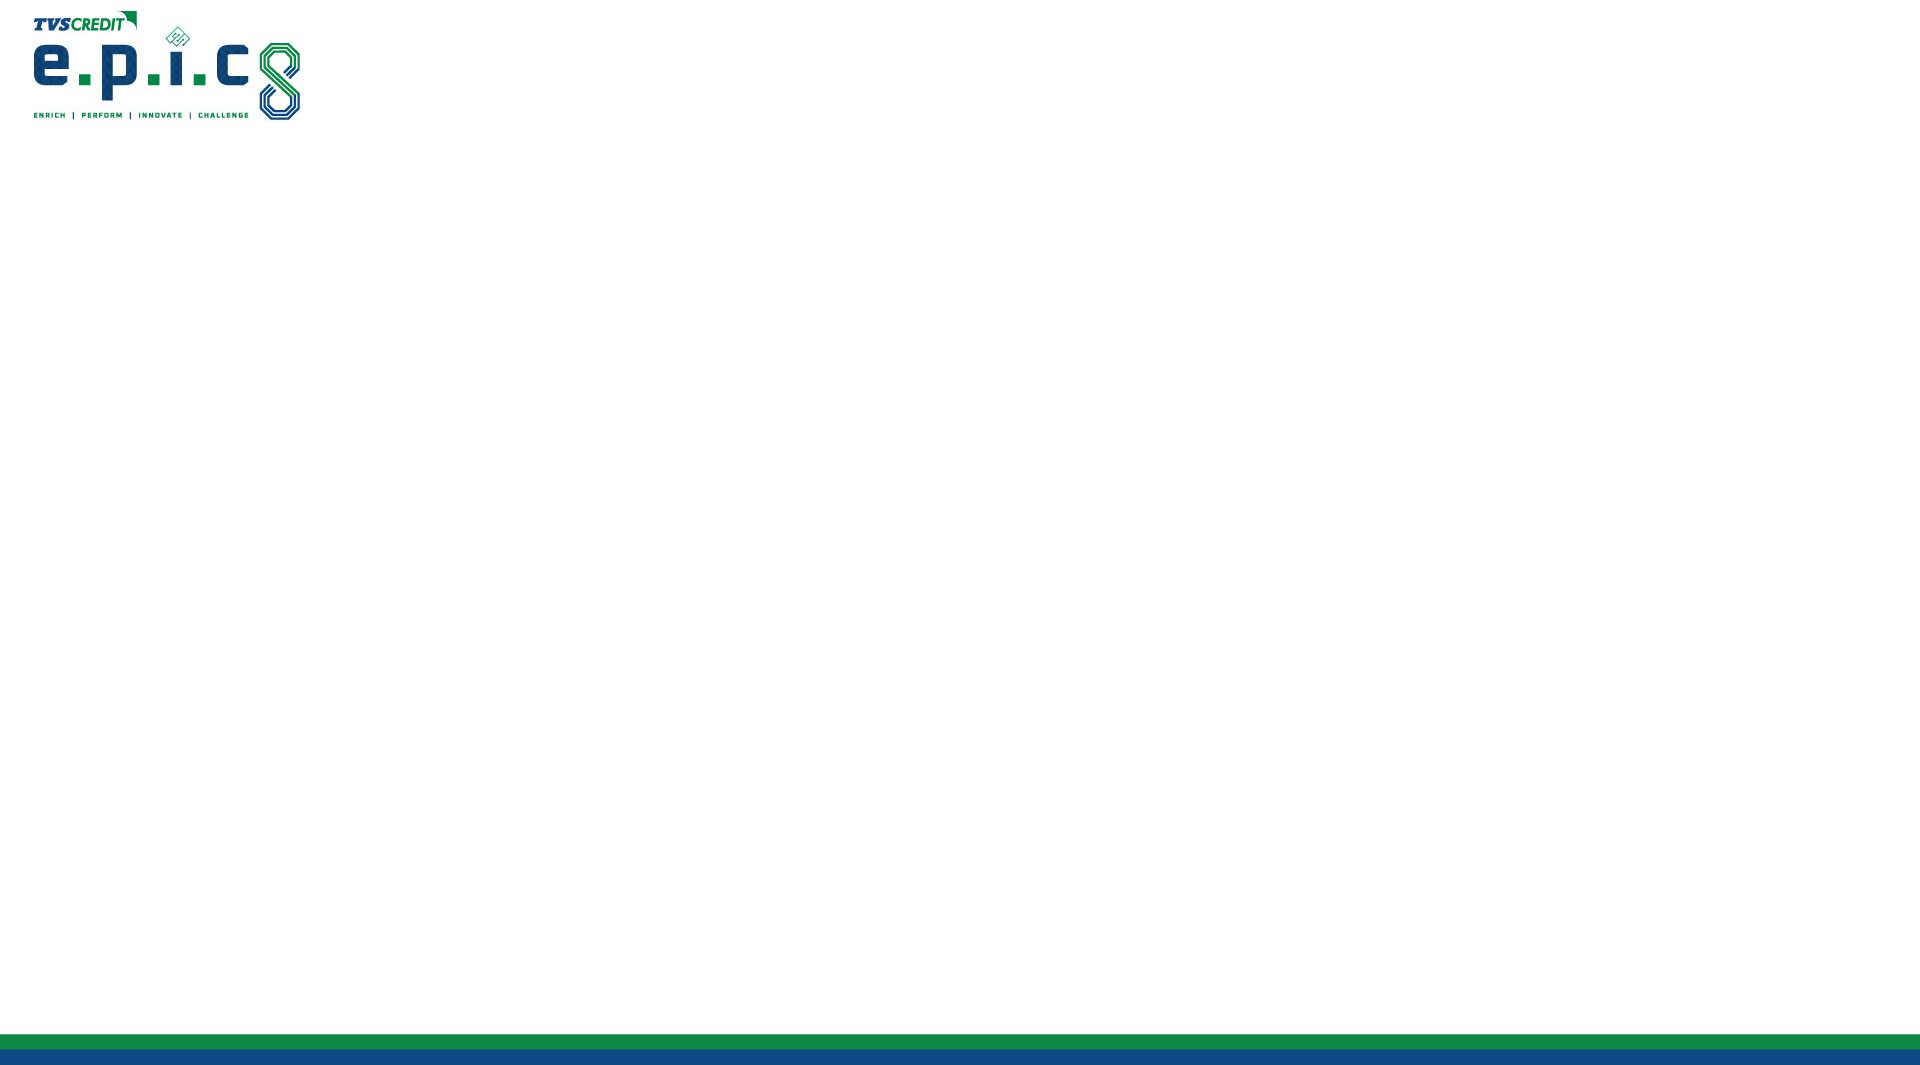 TVS CREDIT
e.p.i.c 8
ENRICH | PERFORM | INNOVATE | CHALLENGE